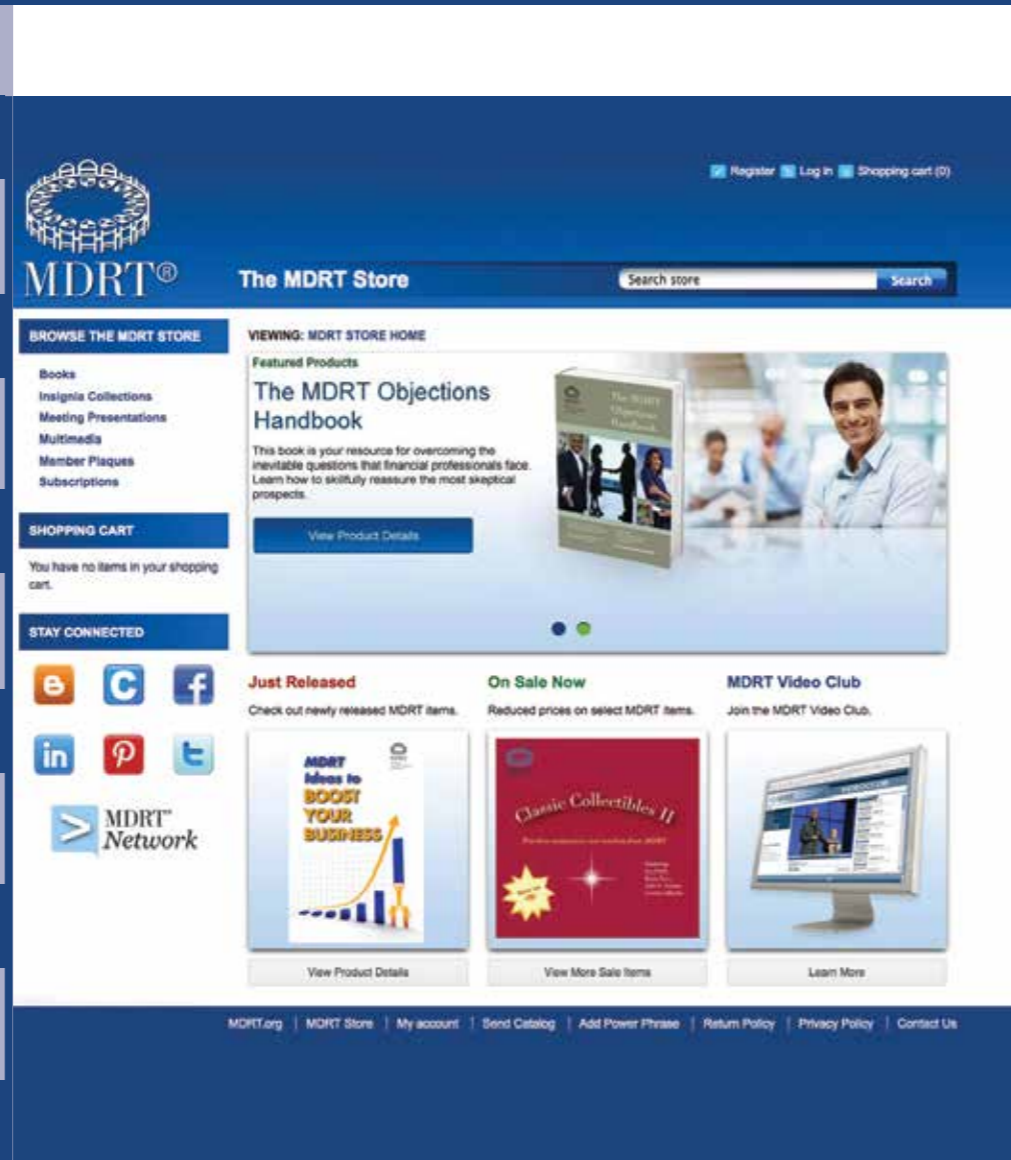 Register Log in Shopping cart (0)
MDRT®
The MDRT Store
Search store
Search
BROWSE THE MDRT STORE
Books
Insignia Collections
Meeting Presentations
Multimedia
Member Plaques
Subscriptions
SHOPPING CART
You have no items in your shopping
cart.
STAY CONNECTED
B C f
in P t
MDRT™
Network
VIEWING: MDRT STORE HOME
Featured Products
The MDRT Objections
Handbook
This book is your resource for overcoming the
inevitable questions that financial professionals face.
Learn how to skillfully reassure the most skeptical
prospects.
View Product Details
The MDRT
Objections
Handbook
Just Released
Check out newly released MDRT items.
MDRT
Ideas to
BOOST
YOUR
BUSINESS
View Product Details
On Sale Now
Reduced prices on select MDRT items.
Classic Collectibles II
View More Sale Items
MDRT Video Club
Join the MDRT Video Club.
Learn More
MDRT.org | MDRT Store | My account | Send Catalog | Add Power Phrase | Return Policy | Privacy Policy | Contact Us